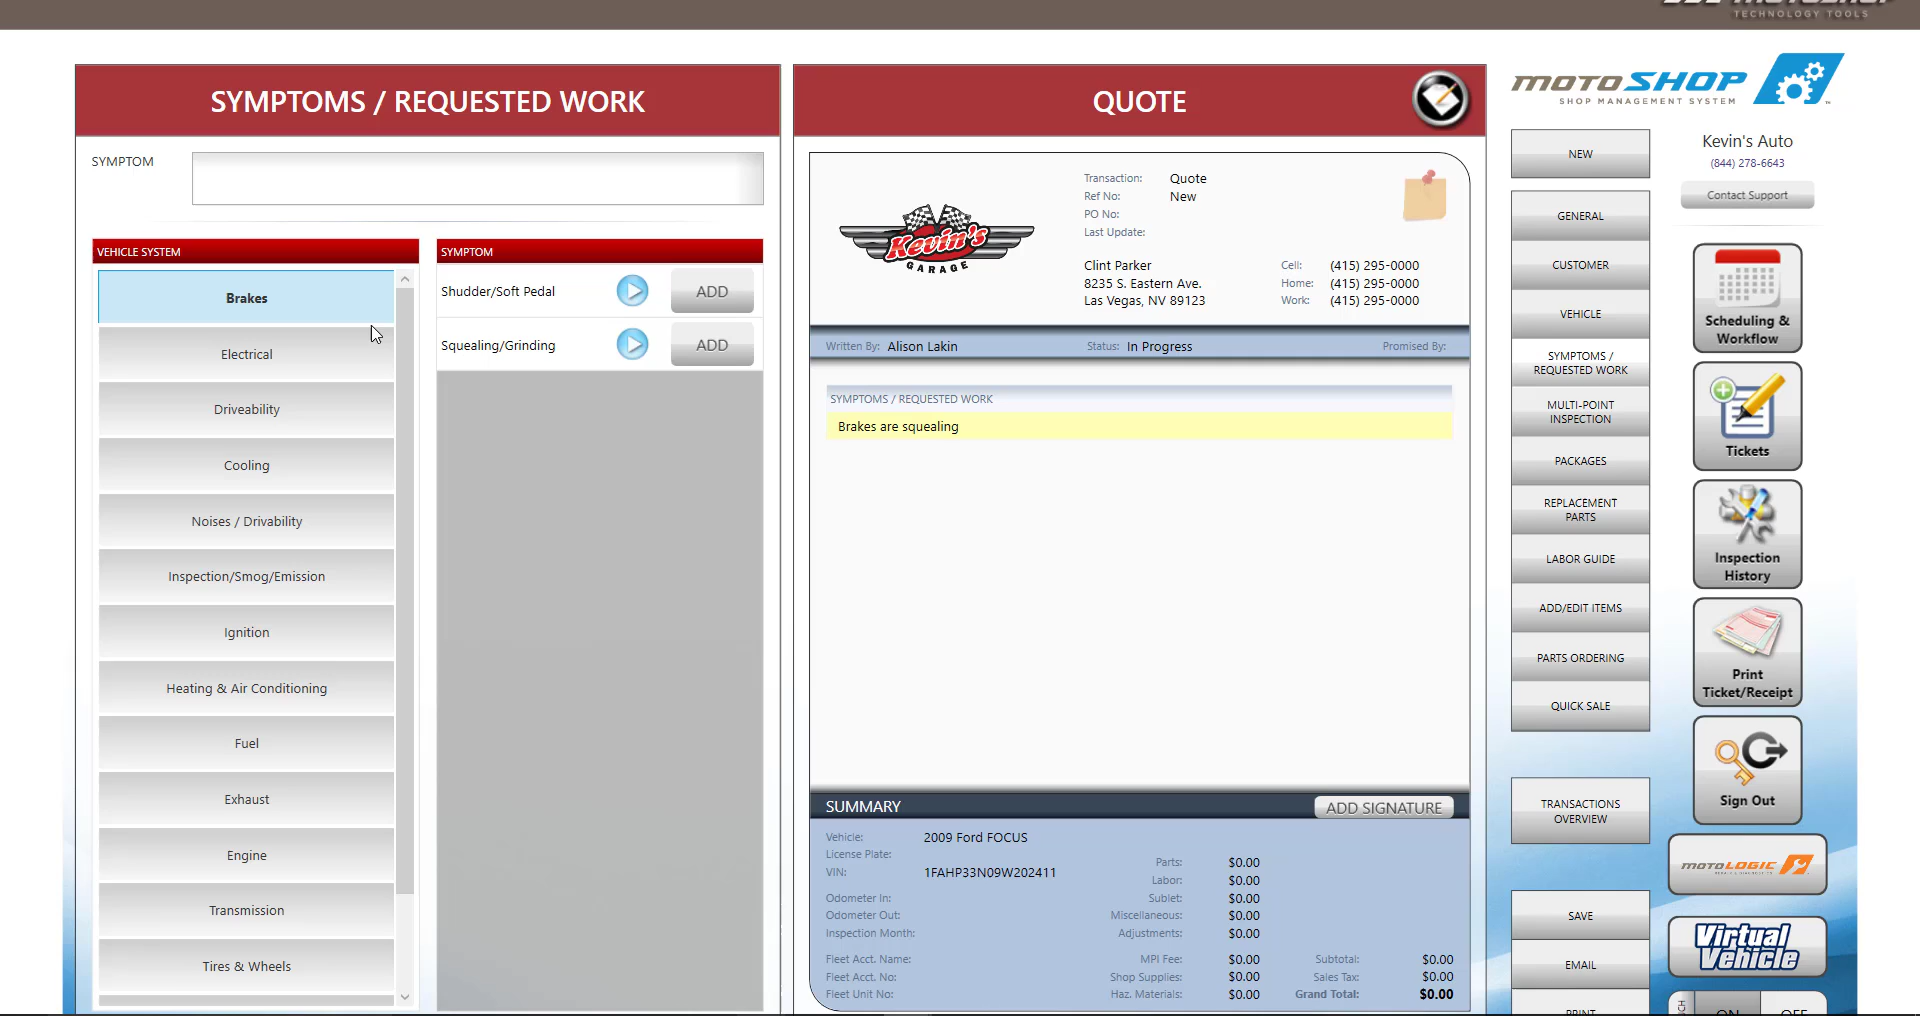 TECHNOLOGY TOOLS
SYMPTOMS / REQUESTED WORK
SYMPTOM
VEHICLE SYSTEM
Brakes
Electrical
Driveability
Cooling
Noises / Drivability
Inspection/Smog/Emission
Ignition
Heating & Air Conditioning
Fuel
Exhaust
Engine
Transmission
Tires & Wheels
SYMPTOM
Shudder/Soft Pedal
ADD
Squealing/Grinding
ADD
QUOTE
Kevin's
GARAGE
Transaction: Quote
Ref No: New
PO No:
Last Update:
Clint Parker
8235 S. Eastern Ave.
Las Vegas, NV 89123
Cell: (415) 295-0000
Home: (415) 295-0000
Work: (415) 295-0000
Written By: Alison Lakin
Status: In Progress
Promised By:
SYMPTOMS / REQUESTED WORK
Brakes are squealing
SUMMARY
ADD SIGNATURE
Vehicle: 2009 Ford FOCUS
License Plate:
VIN: 1FAHP33N09W202411
Odometer In:
Odometer Out:
Inspection Month:
Fleet Acct. Name:
Fleet Acct. No:
Fleet Unit No:
Parts: $0.00
Labor: $0.00
Sublet: $0.00
Miscellaneous: $0.00
Adjustments: $0.00
MPI Fee: $0.00
Shop Supplies: $0.00
Haz. Materials: $0.00
Subtotal: $0.00
Sales Tax: $0.00
Grand Total: $0.00
MOTOSHOP
SHOP MANAGEMENT SYSTEM
NEW
GENERAL
CUSTOMER
VEHICLE
SYMPTOMS /
REQUESTED WORK
MULTI-POINT
INSPECTION
PACKAGES
REPLACEMENT
PARTS
LABOR GUIDE
ADD/EDIT ITEMS
PARTS ORDERING
QUICK SALE
TRANSACTIONS
OVERVIEW
SAVE
EMAIL
PRINT
Kevin's Auto
(844) 278-6643
Contact Support
Scheduling &
Workflow
Tickets
Inspection
History
Print
Ticket/Receipt
Sign Out
MOTOLOGIC
Virtual
Vehicle
ON
OFF